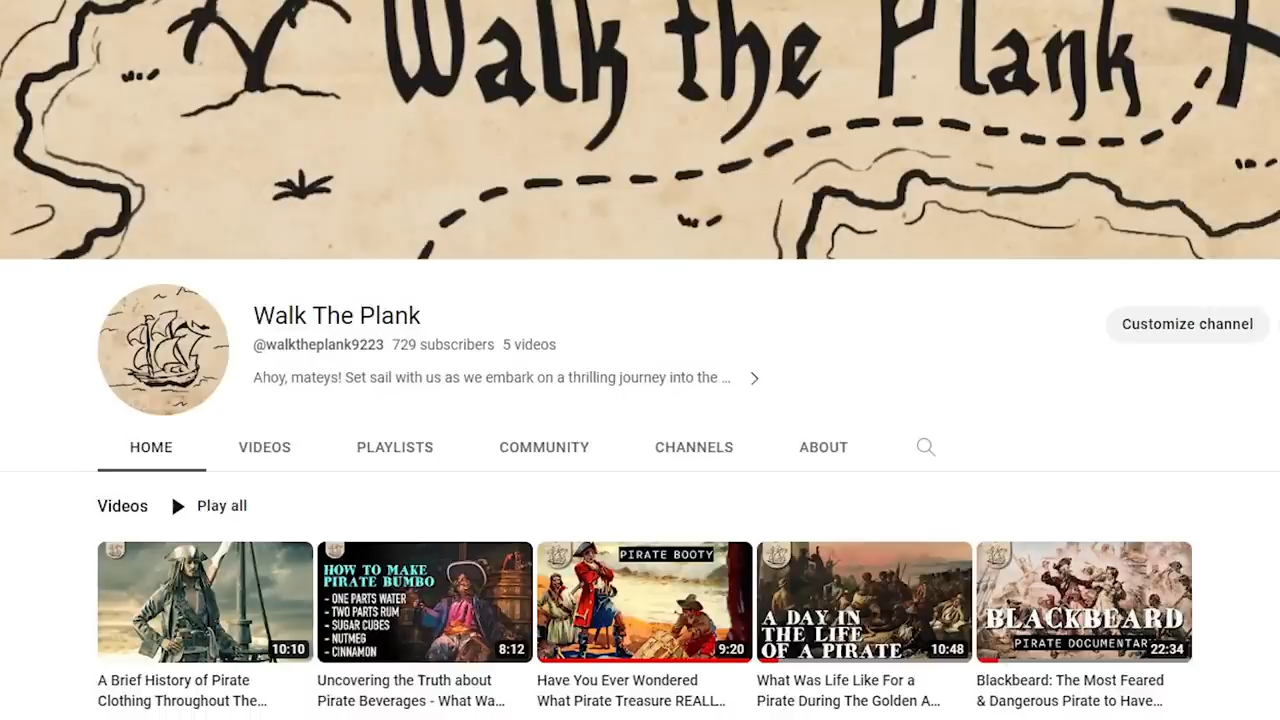 Walk the Plank
Walk The Plank
@walktheplank9223 729 subscribers 5 videos
Customize channel
Ahoy, mateys! Set sail with us as we embark on a thrilling journey into the ...
HOME VIDEOS PLAYLISTS COMMUNITY CHANNELS ABOUT
Videos Play all
10:10
HOW TO MAKE
PIRATE BUMBO
- ONE PARTS WATER
- TWO PARTS RUM
- SUGAR CUBES
- NUTMEG
- CINNAMON
8:12
PIRATE BOOTY
9:20
A DAY IN
THE LIFE
OF A PIRATE
10:48
BLACKBEARD
PIRATE DOCUMENTAR
22:34
A Brief History of Pirate
Clothing Throughout The...
Uncovering the Truth about
Pirate Beverages - What Wa...
Have You Ever Wondered
What Pirate Treasure REALL...
What Was Life Like For a
Pirate During The Golden A...
Blackbeard: The Most Feared
& Dangerous Pirate to Have...